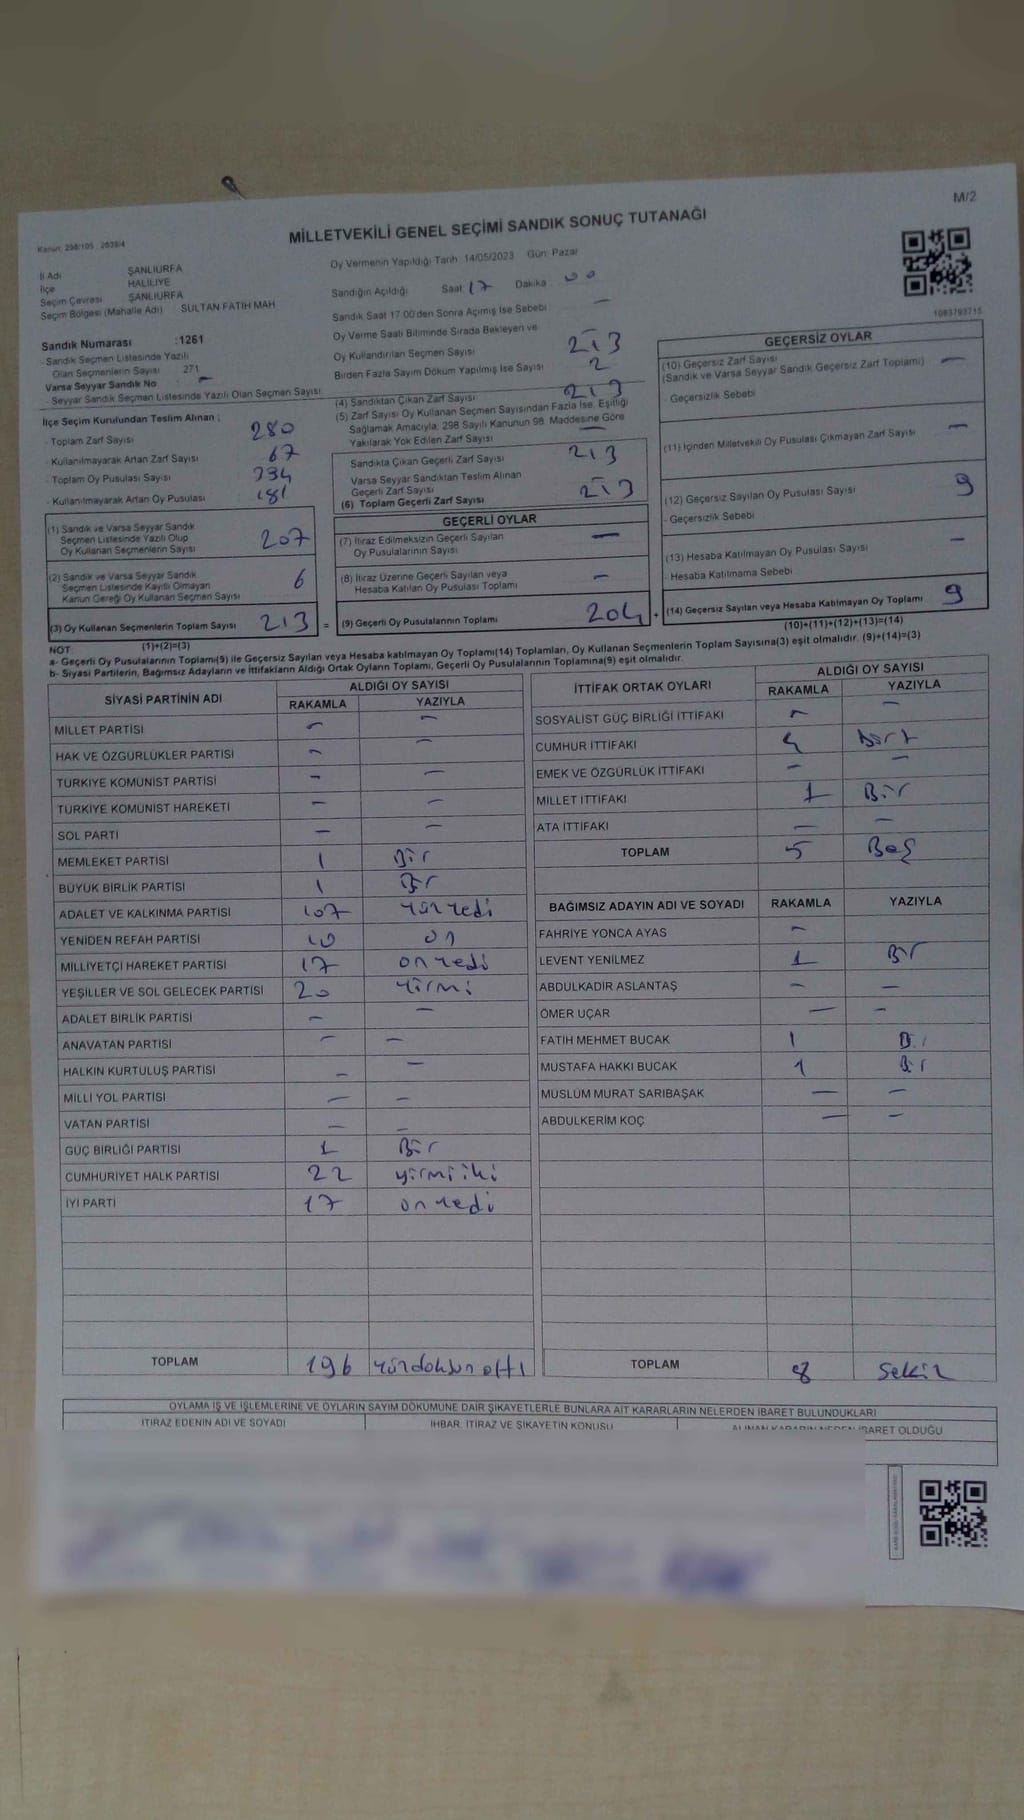 M/2
MİLLETVEKİLİ GENEL SEÇİMİ SANDIK SONUÇ TUTANAĞI
Kanun: 298/105 , 2839/4
İl Adı ŞANLIURFA
İlçe HALİLİYE
Seçim Çevresi ŞANLIURFA
Seçim Bölgesi (Mahalle Adı) SULTAN FATİH MAH
Sandık Numarası :1261
- Sandık Seçmen Listesinde Yazılı
Olan Seçmenlerin Sayısı 271
Varsa Seyyar Sandık No : -
- Seyyar Sandık Seçmen Listesinde Yazılı Olan Seçmen Sayısı
Oy Vermenin Yapıldığı Tarih 14/05/2023 Gün: Pazar
Sandığın Açıldığı Saat 17 Dakika 00
Sandık Saat 17:00'den Sonra Açımış İse Sebebi —
Oy Verme Saati Bitiminde Sırada Bekleyen ve
Oy Kullandırılan Seçmen Sayısı 213
Birden Fazla Sayım Döküm Yapılmış İse Sayısı 2
(4) Sandıktan Çıkan Zarf Sayısı 213
(5) Zarf Sayısı Oy Kullanan Seçmen Sayısından Fazla İse, Eşitliği
Sağlamak Amacıyla; 298 Sayılı Kanunun 98. Maddesine Göre
Yakılarak Yok Edilen Zarf Sayısı —
İlçe Seçim Kurulundan Teslim Alınan ;
- Toplam Zarf Sayısı 280
- Kullanılmayarak Artan Zarf Sayısı 67
- Toplam Oy Pusulası Sayısı
- Kullanılmayarak Artan Oy Pusulası 181
Sandıkta Çıkan Geçerli Zarf Sayısı 213
Varsa Seyyar Sandıktan Teslim Alınan
Geçerli Zarf Sayısı
(6) Toplam Geçerli Zarf Sayısı 213
(1) Sandık ve Varsa Seyyar Sandık
Seçmen Listesinde Yazılı Olup
Oy Kullanan Seçmenlerin Sayısı 207
(2) Sandık ve Varsa Seyyar Sandık
Seçmen Listesinde Kayıtlı Olmayan
Kanun Gereği Oy Kullanan Seçmen Sayısı 6
(3) Oy Kullanan Seçmenlerin Toplam Sayısı 213 =
GEÇERLİ OYLAR
(7) İtiraz Edilmeksizin Geçerli Sayılan
Oy Pusulalarının Sayısı —
(8) İtiraz Üzerine Geçerli Sayılan veya
Hesaba Katılan Oy Pusulası Toplamı —
(9) Geçerli Oy Pusulalarının Toplamı 204 +
1083793715
GEÇERSİZ OYLAR
(10) Geçersiz Zarf Sayısı
(Sandık ve Varsa Seyyar Sandık Geçersiz Zarf Toplamı) —
- Geçersizlik Sebebi
(11) İçinden Milletvekili Oy Pusulası Çıkmayan Zarf Sayısı —
(12) Geçersiz Sayılan Oy Pusulası Sayısı 9
- Geçersizlik Sebebi
(13) Hesaba Katılmayan Oy Pusulası Sayısı —
- Hesaba Katılmama Sebebi
(14) Geçersiz Sayılan veya Hesaba Katılmayan Oy Toplamı 9
(1)+(2)=(3)
(10)+(11)+(12)+(13)=(14)
NOT
a- Geçerli Oy Pusulalarının Toplamı(9) ile Geçersiz Sayılan veya Hesaba katılmayan Oy Toplamı(14) Toplamları, Oy Kullanan Seçmenlerin Toplam Sayısına(3) eşit olmalıdır. (9)+(14)=(3)
b- Siyasi Partilerin, Bağımsız Adayların ve İttifakların Aldığı Ortak Oyların Toplamı, Geçerli Oy Pusulalarının Toplamına(9) eşit olmalıdır.
SİYASİ PARTİNİN ADI ALDIĞI OY SAYISI
RAKAMLA YAZIYLA
MİLLET PARTİSİ — —
HAK VE ÖZGÜRLÜKLER PARTİSİ — —
TÜRKİYE KOMÜNİST PARTİSİ — —
TÜRKİYE KOMÜNİST HAREKETİ — —
SOL PARTİ — —
MEMLEKET PARTİSİ 1 Bir
BÜYÜK BİRLİK PARTİSİ 1 Bir
ADALET VE KALKINMA PARTİSİ 107 Yüzyedi
YENİDEN REFAH PARTİSİ 10 on
MİLLİYETÇİ HAREKET PARTİSİ 17 onyedi
YEŞİLLER VE SOL GELECEK PARTİSİ 20 Yirmi
ADALET BİRLİK PARTİSİ — —
ANAVATAN PARTİSİ — —
HALKIN KURTULUŞ PARTİSİ — —
MİLLİ YOL PARTİSİ — —
VATAN PARTİSİ — —
GÜÇ BİRLİĞİ PARTİSİ 1 Bir
CUMHURİYET HALK PARTİSİ 22 yirmiiki
İYİ PARTİ 17 onyedi
TOPLAM 196 Yüzdoksanaltı
İTTİFAK ORTAK OYLARI ALDIĞI OY SAYISI
RAKAMLA YAZIYLA
SOSYALİST GÜÇ BİRLİĞİ İTTİFAKI — —
CUMHUR İTTİFAKI 4 Dört
EMEK VE ÖZGÜRLÜK İTTİFAKI — —
MİLLET İTTİFAKI 1 Bir
ATA İTTİFAKI — —
TOPLAM 5 Beş
BAĞIMSIZ ADAYIN ADI VE SOYADI RAKAMLA YAZIYLA
FAHRİYE YONCA AYAS —
LEVENT YENİLMEZ 1 Bir
ABDULKADİR ASLANTAŞ — —
ÖMER UÇAR — —
FATİH MEHMET BUCAK 1 Bir
MUSTAFA HAKKI BUCAK 1 Bir
MÜSLÜM MURAT SARIBAŞAK — —
ABDULKERİM KOÇ — —
TOPLAM 8 Sekiz
OYLAMA İŞ VE İŞLEMLERİNE VE OYLARIN SAYIM DÖKÜMÜNE DAİR ŞİKAYETLERLE BUNLARA AİT KARARLARIN NELERDEN İBARET BULUNDUKLARI
İTİRAZ EDENİN ADI VE SOYADI İHBAR, İTİRAZ VE ŞİKAYETİN KONUSU ALINAN KARARIN NEDEN İBARET OLDUĞU